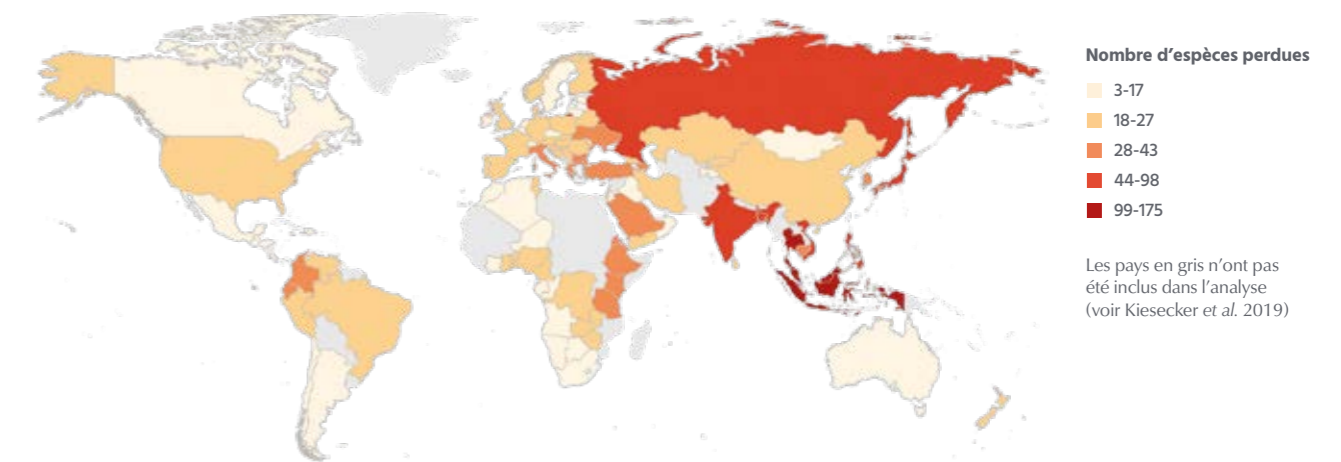 Nombre d'espèces perdues
3-17
18-27
28-43
44-98
99-175
Les pays en gris n'ont pas
été inclus dans l'analyse
(voir Kiesecker et al. 2019)